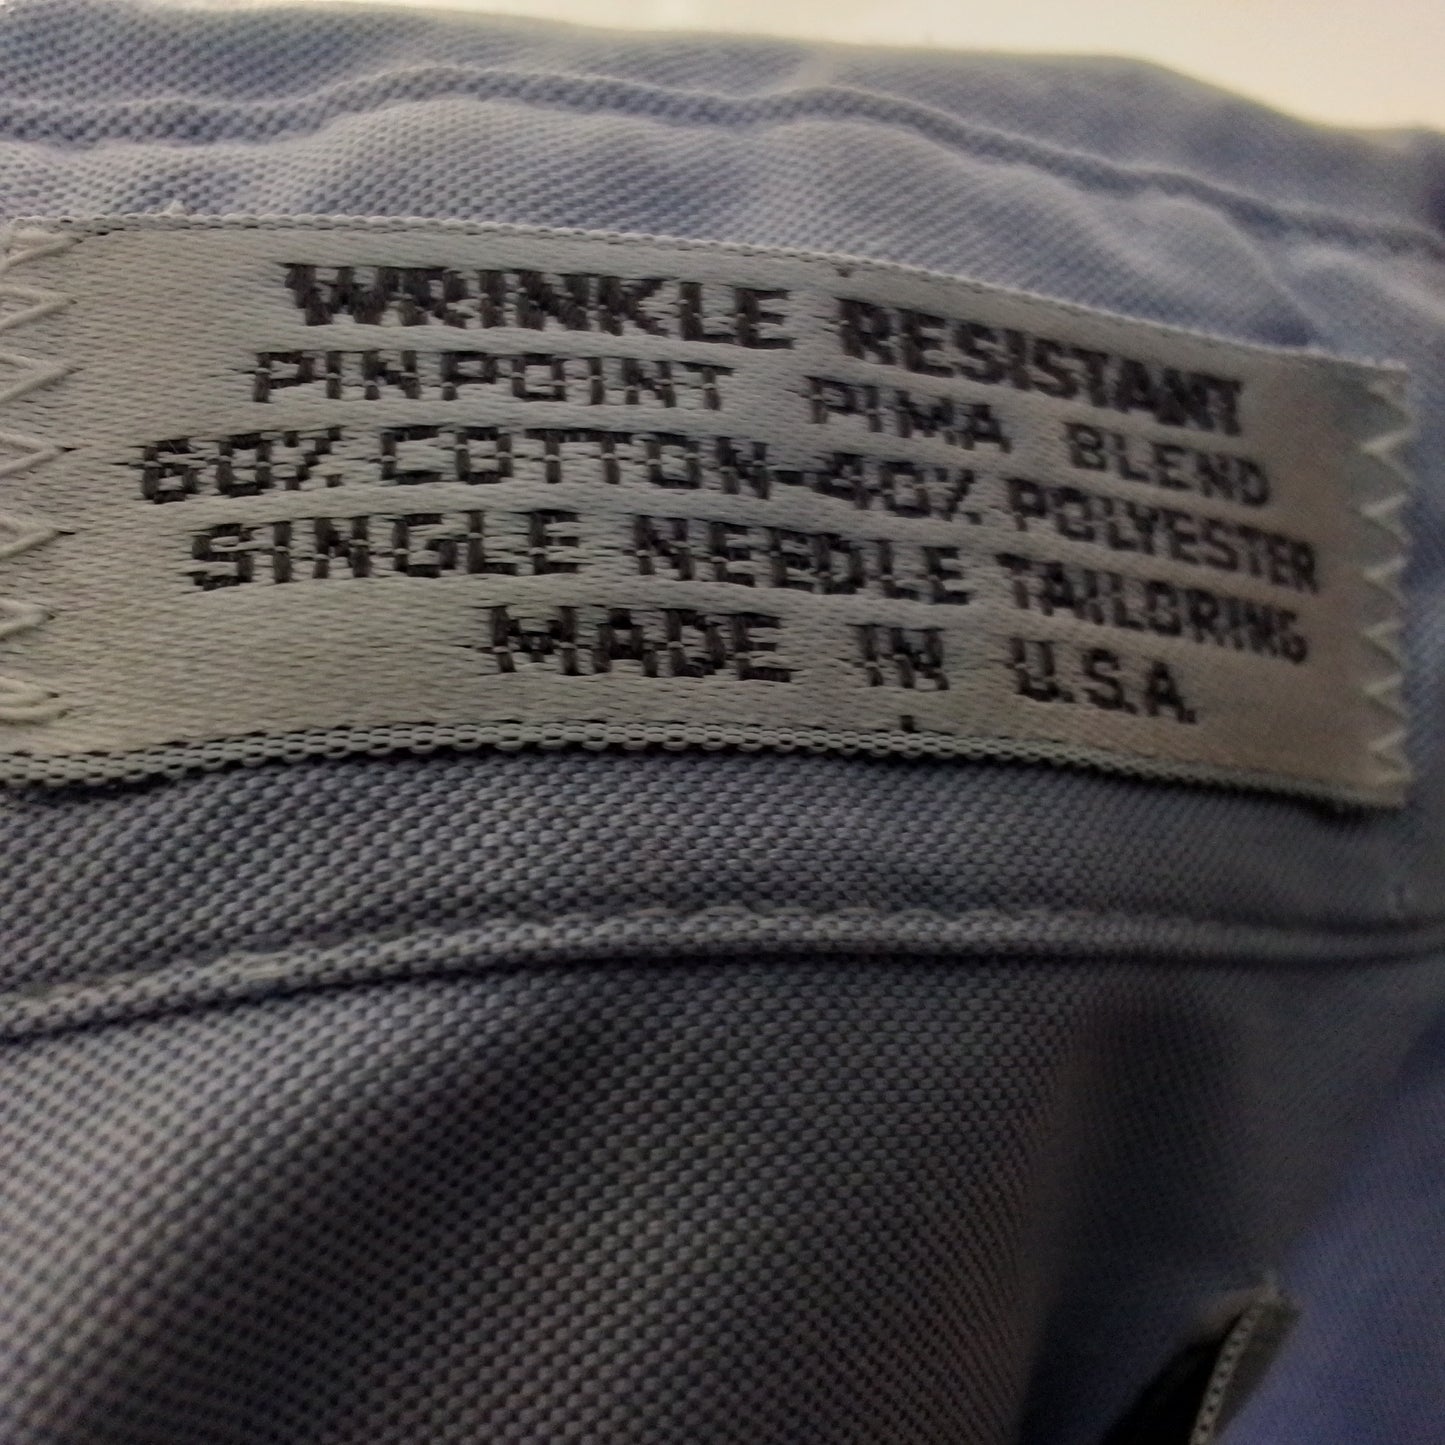 WRINKLE RESISTANT
PINPOINT PIMA BLEND
60% COTTON-40% POLYESTER
SINGLE NEEDLE TAILORING
MADE IN U.S.A.